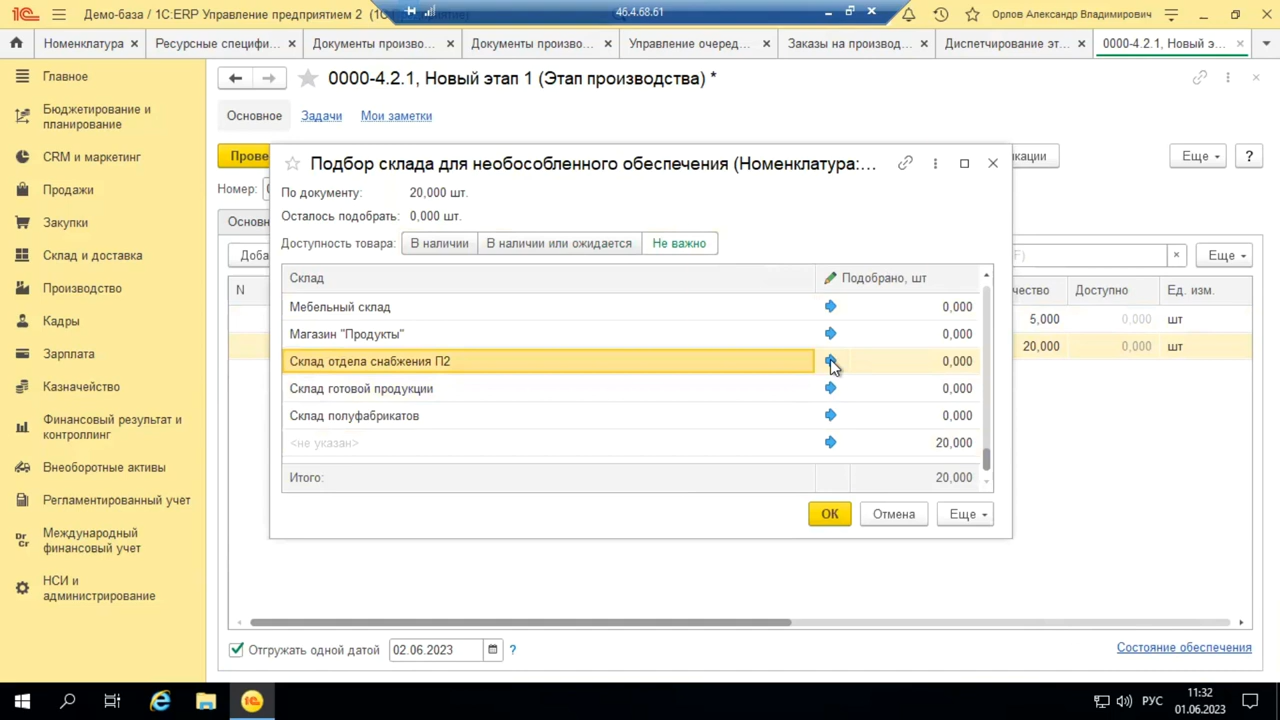 Демо-база / 1С:ERP Управление предприятием 2 (1С:
46.4.68.61
Орлов Александр Владимирович
Номенклатура ×
Ресурсные специфи... ×
Документы произво... ×
Документы произво... ×
Управление очеред... ×
Заказы на производ... ×
Диспетчирование эт... ×
0000-4.2.1, Новый э... ×
Главное
Бюджетирование и
планирование
CRM и маркетинг
Продажи
Закупки
Склад и доставка
Производство
Кадры
Зарплата
Казначейство
Финансовый результат и
контроллинг
Внеоборотные активы
Регламентированный учет
Международный
финансовый учет
НСИ и
администрирование
0000-4.2.1, Новый этап 1 (Этап производства) *
Основное
Задачи
Мои заметки
Прове
икации
Еще
?
Номер:
Основн
Доба
F)
×
Еще
N
чество
Доступно
Ед. изм.
5,000
0,000
шт
20,000
0,000
шт
Подбор склада для необособленного обеспечения (Номенклатура:...
По документу: 20,000 шт.
Осталось подобрать: 0,000 шт.
Доступность товара: В наличии В наличии или ожидается Не важно
Склад Подобрано, шт
Мебельный склад 0,000
Магазин "Продукты" 0,000
Склад отдела снабжения П2 0,000
Склад готовой продукции 0,000
Склад полуфабрикатов 0,000
<не указан> 20,000
Итого: 20,000
ОК
Отмена
Еще
Отгружать одной датой 02.06.2023 ?
Состояние обеспечения
РУС
11:32
01.06.2023